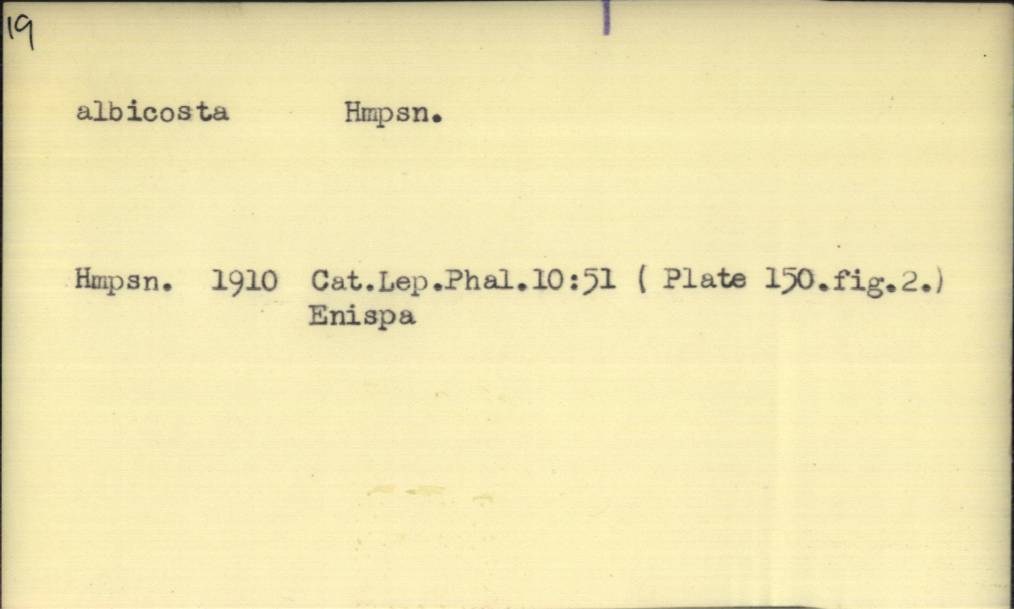 19
albicosta Hmpsn.
Hmpsn. 1910 Cat.Lep.Phal.10:51 ( Plate 150.fig.2.)
Enispa